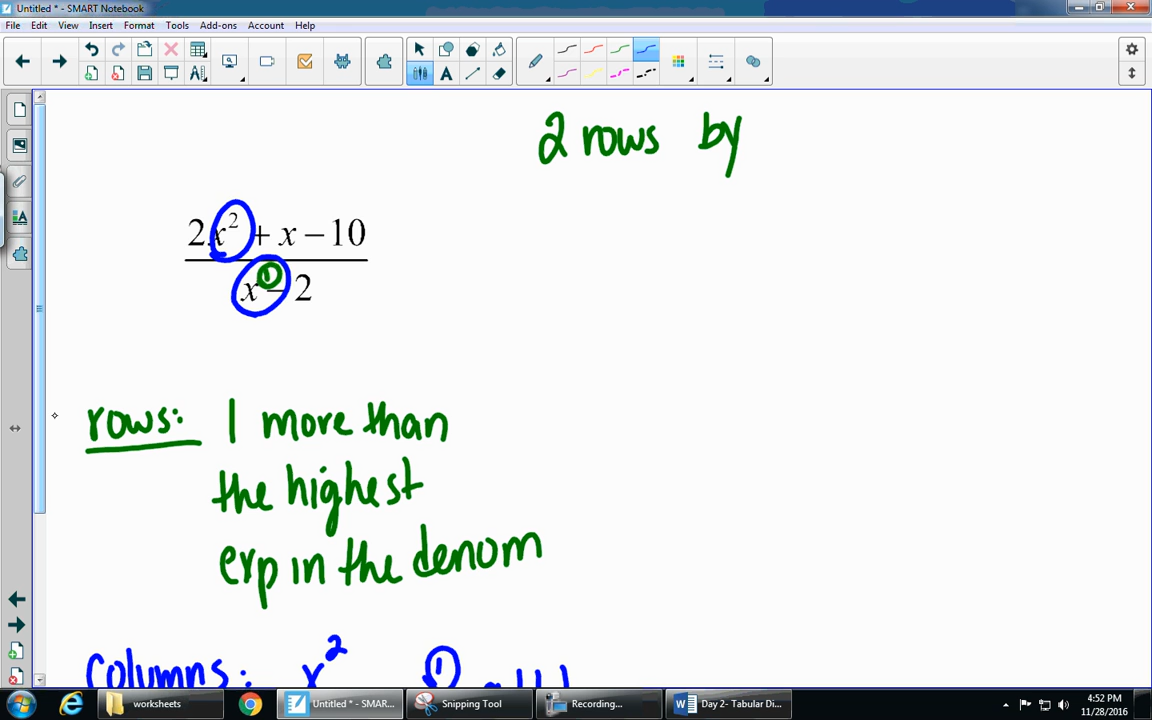 Untitled * - SMART Notebook
File Edit View Insert Format Tools Add-ons Account Help
2 rows by
2x² + x − 10
x¹ − 2
rows: 1 more than
the highest
exp in the denom
columns: x² 1
worksheets
Untitled * - SMAR...
Snipping Tool
Recording...
Day 2- Tabular Di...
4:52 PM
11/28/2016